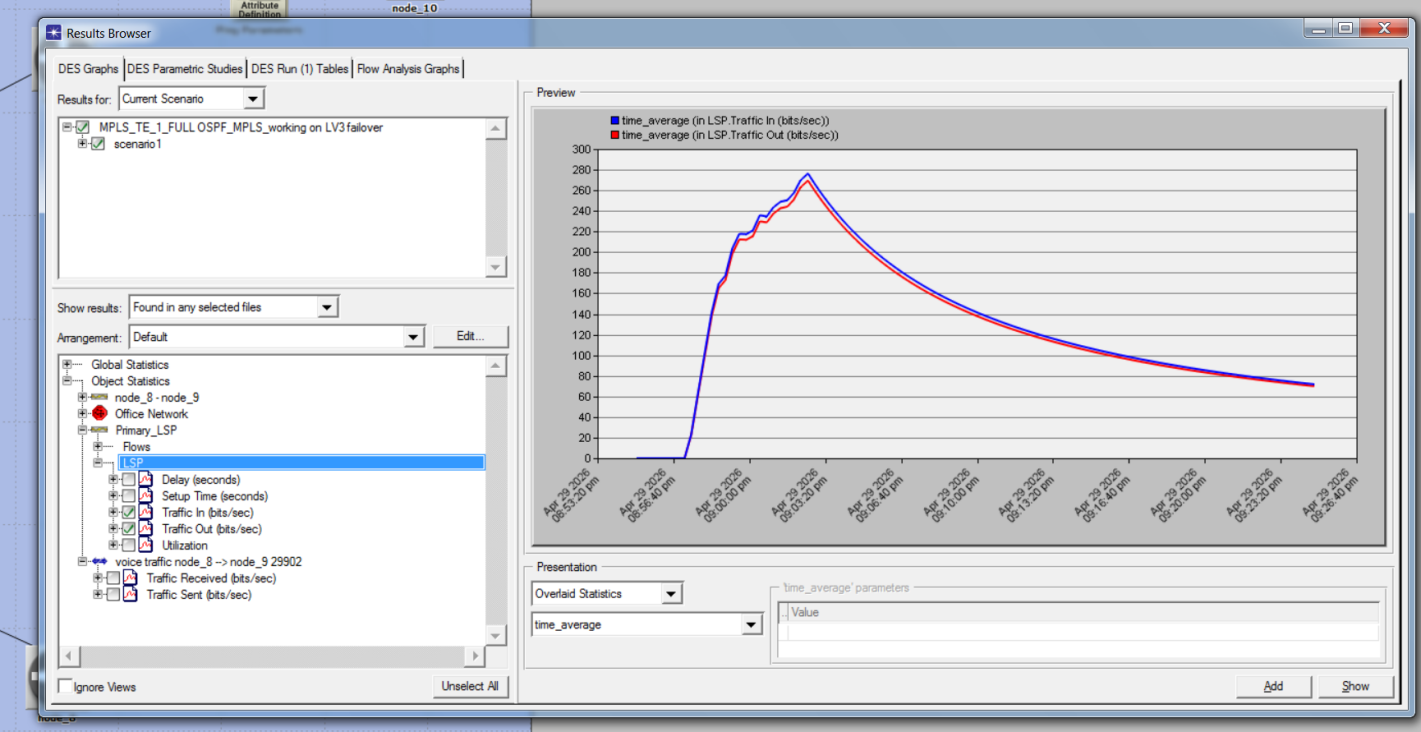 Attribute
Definition
node_10
Results Browser
DES Graphs DES Parametric Studies DES Run (1) Tables Flow Analysis Graphs
Results for: Current Scenario
MPLS_TE_1_FULL OSPF_MPLS_working on LV3 failover
scenario1
Show results: Found in any selected files
Arrangement: Default Edit...
Global Statistics
Object Statistics
node_8 - node_9
Office Network
Primary_LSP
Flows
LSP
Delay (seconds)
Setup Time (seconds)
Traffic In (bits/sec)
Traffic Out (bits/sec)
Utilization
voice traffic node_8 --> node_9 29902
Traffic Received (bits/sec)
Traffic Sent (bits/sec)
Ignore Views Unselect All
Preview
time_average (in LSP.Traffic In (bits/sec))
time_average (in LSP.Traffic Out (bits/sec))
300
280
260
240
220
200
180
160
140
120
100
80
60
40
20
0
Apr 29 2026
08:53:20 pm
Apr 29 2026
08:56:40 pm
Apr 29 2026
09:00:00 pm
Apr 29 2026
09:03:20 pm
Apr 29 2026
09:06:40 pm
Apr 29 2026
09:10:00 pm
Apr 29 2026
09:13:20 pm
Apr 29 2026
09:16:40 pm
Apr 29 2026
09:20:00 pm
Apr 29 2026
09:23:20 pm
Apr 29 2026
09:26:40 pm
Presentation
Overlaid Statistics
time_average
'time_average' parameters
... Value
Add Show